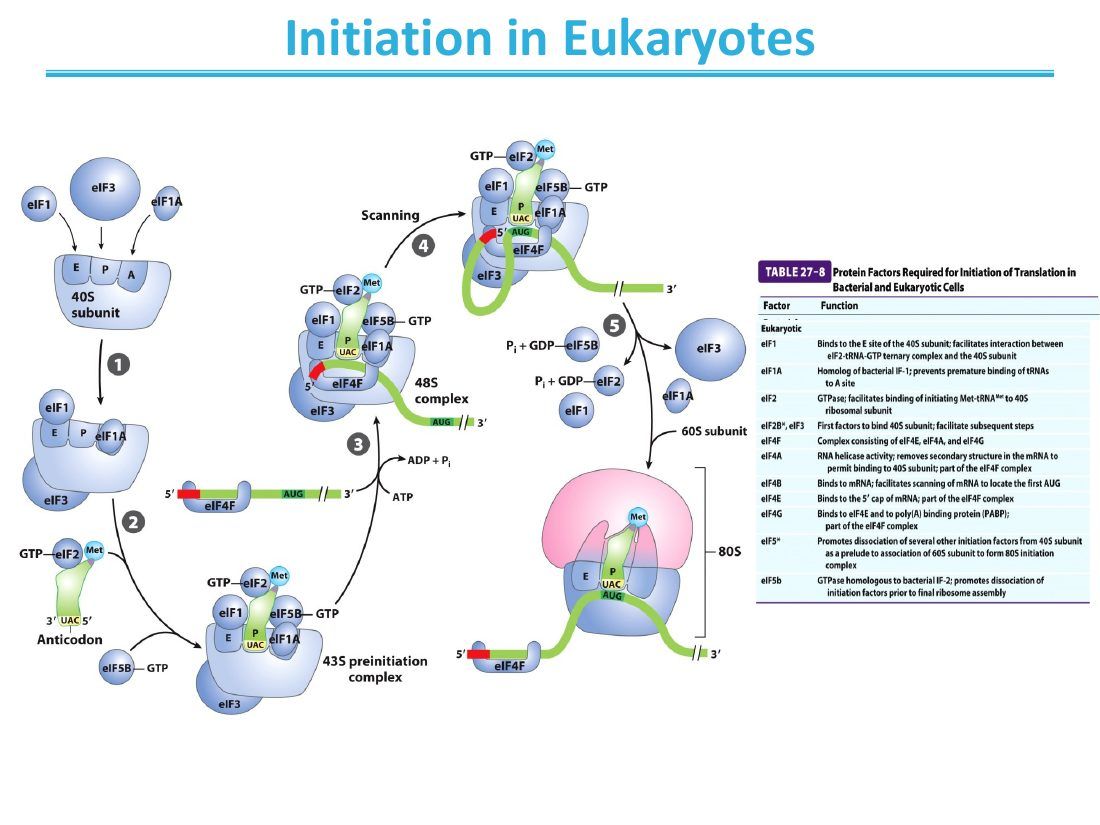 Initiation in Eukaryotes
eIF1
eIF3
eIF1A
E
P
A
40S
subunit
1
eIF1
E
P
eIF1A
eIF3
2
GTP—eIF2
Met
3′ UAC 5′
Anticodon
eIF5B—GTP
GTP—eIF2
Met
eIF1
eIF5B—GTP
E
P
UAC
eIF1A
eIF3
43S preinitiation
complex
5′
eIF4F
AUG
3′
3
ADP + Pi
ATP
GTP—eIF2
Met
eIF1
eIF5B—GTP
E
P
UAC
eIF1A
5′
eIF4F
eIF3
48S
complex
AUG
3′
Scanning
4
GTP—eIF2
Met
eIF1
eIF5B—GTP
E
P
UAC
eIF1A
5′
AUG
eIF4F
eIF3
3′
5
Pi + GDP—eIF5B
Pi + GDP—eIF2
eIF1
eIF3
eIF1A
60S subunit
Met
E
P
UAC
AUG
80S
5′
eIF4F
3′
TABLE 27–8 Protein Factors Required for Initiation of Translation in
Bacterial and Eukaryotic Cells
Factor Function
Eukaryotic
eIF1 Binds to the E site of the 40S subunit; facilitates interaction between
eIF2-tRNA-GTP ternary complex and the 40S subunit
eIF1A Homolog of bacterial IF-1; prevents premature binding of tRNAs
to A site
eIF2 GTPase; facilitates binding of initiating Met-tRNAMet to 40S
ribosomal subunit
eIF2B*, eIF3 First factors to bind 40S subunit; facilitate subsequent steps
eIF4F Complex consisting of eIF4E, eIF4A, and eIF4G
eIF4A RNA helicase activity; removes secondary structure in the mRNA to
permit binding to 40S subunit; part of the eIF4F complex
eIF4B Binds to mRNA; facilitates scanning of mRNA to locate the first AUG
eIF4E Binds to the 5′ cap of mRNA; part of the eIF4F complex
eIF4G Binds to eIF4E and to poly(A) binding protein (PABP);
part of the eIF4F complex
eIF5* Promotes dissociation of several other initiation factors from 40S subunit
as a prelude to association of 60S subunit to form 80S initiation
complex
eIF5b GTPase homologous to bacterial IF-2; promotes dissociation of
initiation factors prior to final ribosome assembly